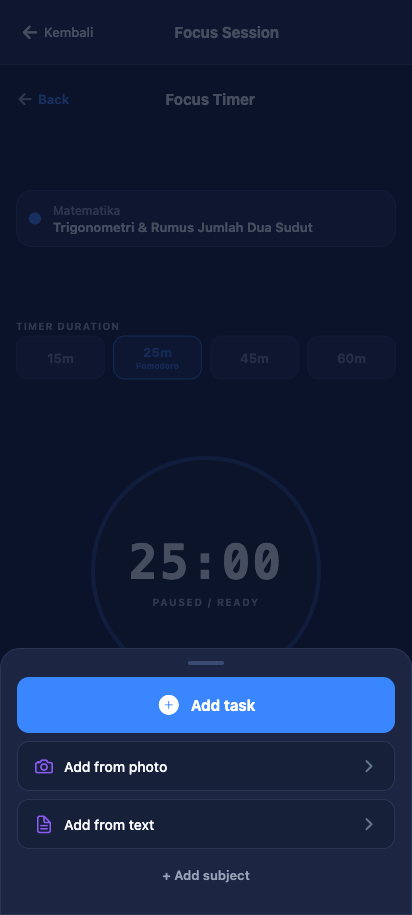 Kembali
Focus Session
Back
Focus Timer
Matematika
Trigonometri & Rumus Jumlah Dua Sudut
TIMER DURATION
15m
25m
Pomodoro
45m
60m
25:00
PAUSED / READY
Add task
Add from photo
Add from text
+ Add subject